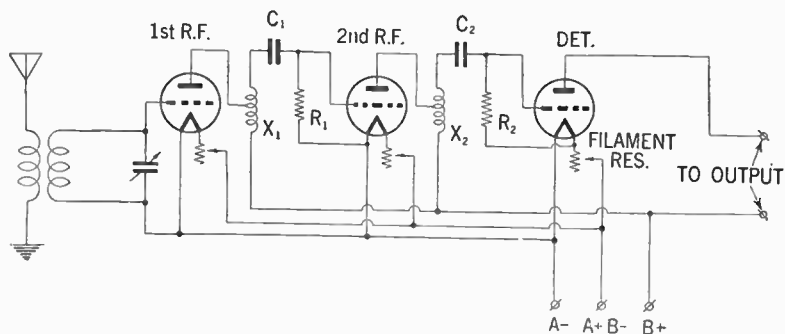 1st R.F.
C1
2nd R.F.
C2
DET.
X1
R1
X2
R2
FILAMENT
RES.
TO OUTPUT
A-
A+ B-
B+